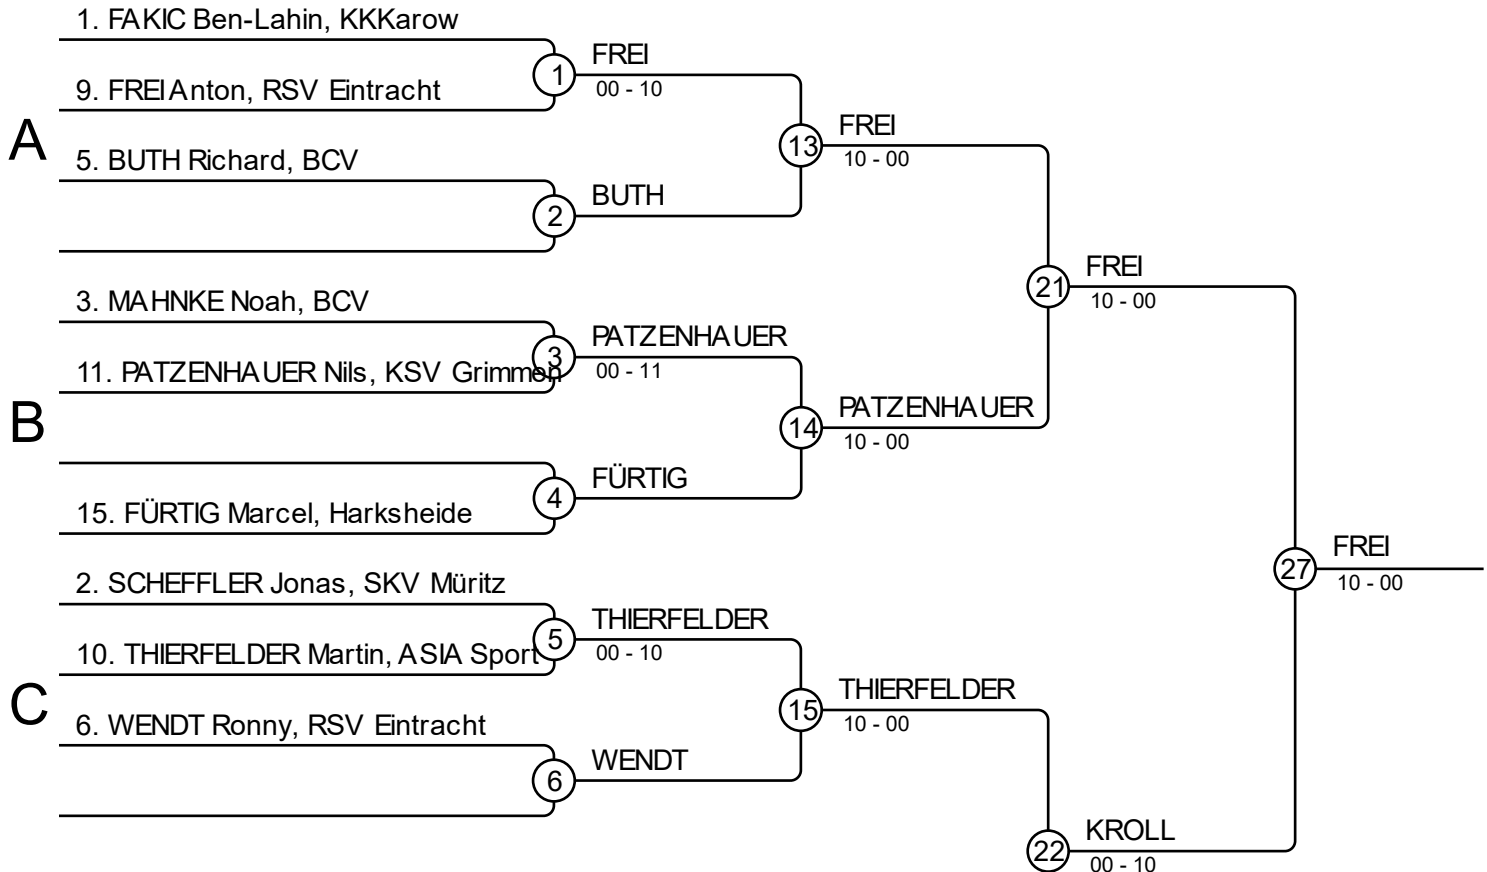 1. FAKIC Ben-Lahin, KKKarow
FREI
1
00 - 10
9. FREI Anton, RSV Eintracht
A
FREI
13
10 - 00
5. BUTH Richard, BCV
BUTH
2
FREI
21
10 - 00
3. MAHNKE Noah, BCV
PATZENHAUER
3
00 - 11
11. PATZENHAUER Nils, KSV Grimmen
B
PATZENHAUER
14
10 - 00
FÜRTIG
4
15. FÜRTIG Marcel, Harksheide
FREI
27
10 - 00
2. SCHEFFLER Jonas, SKV Müritz
THIERFELDER
5
00 - 10
10. THIERFELDER Martin, ASIA Sport
C
THIERFELDER
15
10 - 00
6. WENDT Ronny, RSV Eintracht
WENDT
6
KROLL
22
00 - 10